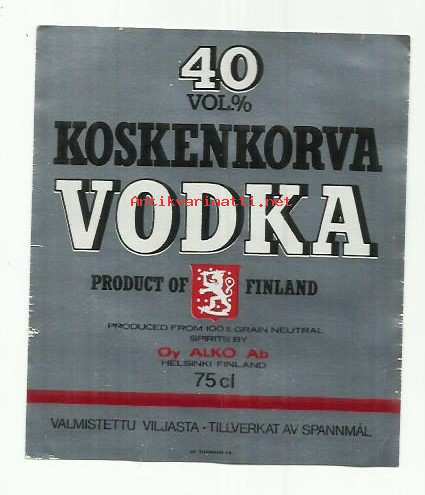 40
VOL.%
KOSKENKORVA
VODKA
Antikvariaatti.net
PRODUCT OF FINLAND
PRODUCED FROM 100% GRAIN NEUTRAL
SPIRITS BY
Oy ALKO Ab
HELSINKI FINLAND
75 cl
VALMISTETTU VILJASTA · TILLVERKAT AV SPANNMÅL